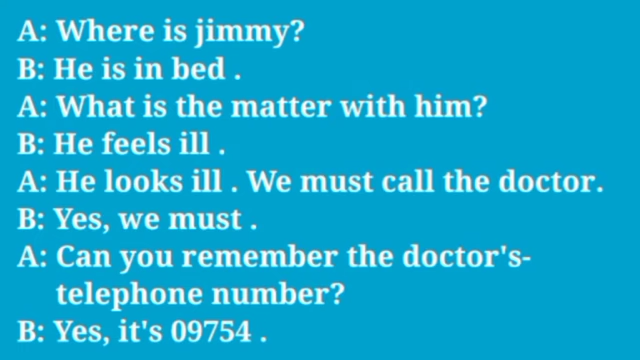 A: Where is jimmy?
B: He is in bed .
A: What is the matter with him?
B: He feels ill .
A: He looks ill . We must call the doctor.
B: Yes, we must .
A: Can you remember the doctor's-
telephone number?
B: Yes, it's 09754 .